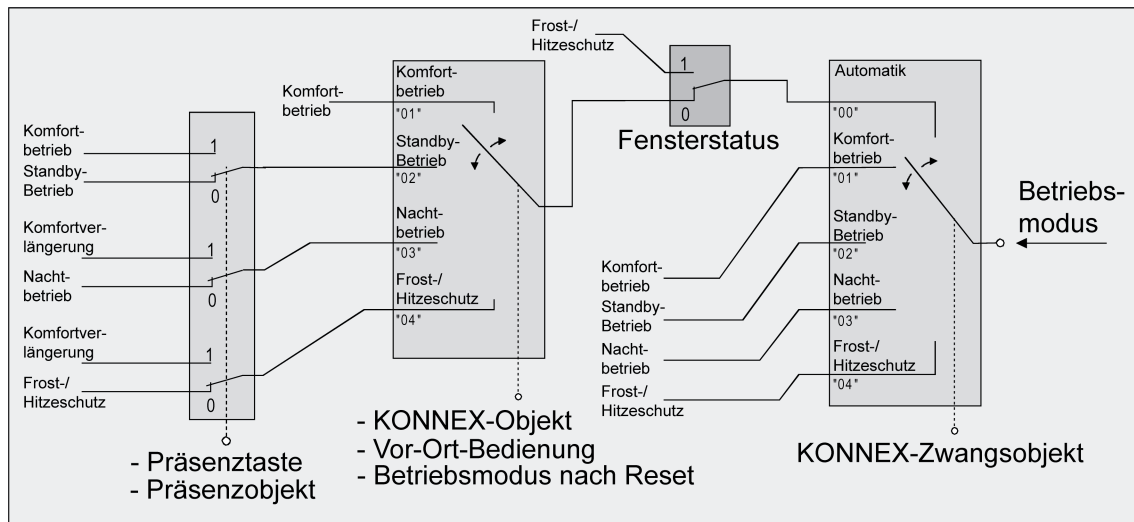 Komfort-
betrieb
Standby-
Betrieb
1
0
Komfortver-
längerung
Nacht-
betrieb
1
0
Komfortver-
längerung
Frost-/
Hitzeschutz
1
0
- Präsenztaste
- Präsenzobjekt
Komfort-
betrieb
Komfort-
betrieb
"01"
Standby-
Betrieb
"02"
Nacht-
betrieb
"03"
Frost-/
Hitzeschutz
"04"
- KONNEX-Objekt
- Vor-Ort-Bedienung
- Betriebsmodus nach Reset
Frost-/
Hitzeschutz
1
0
Fensterstatus
Komfort-
betrieb
Standby-
Betrieb
Nacht-
betrieb
Frost-/
Hitzeschutz
Automatik
"00"
Komfort-
betrieb
"01"
Standby-
Betrieb
"02"
Nacht-
betrieb
"03"
Frost-/
Hitzeschutz
"04"
KONNEX-Zwangsobjekt
Betriebs-
modus